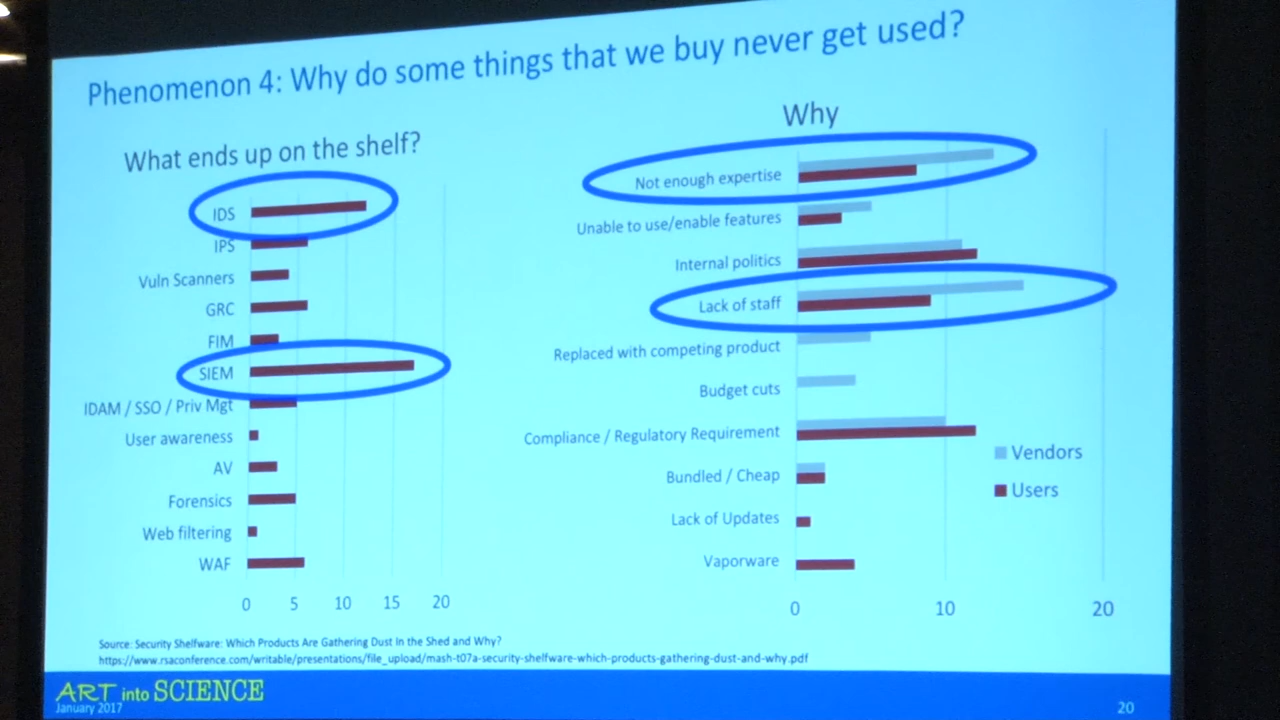 Phenomenon 4: Why do some things that we buy never get used?
What ends up on the shelf?
IDS
IPS
Vuln Scanners
GRC
FIM
SIEM
IDAM / SSO / Priv Mgt
User awareness
AV
Forensics
Web filtering
WAF
0 5 10 15 20
Why
Not enough expertise
Unable to use/enable features
Internal politics
Lack of staff
Replaced with competing product
Budget cuts
Compliance / Regulatory Requirement
Bundled / Cheap
Lack of Updates
Vaporware
0 10 20
Vendors
Users
Source: Security Shelfware: Which Products Are Gathering Dust In the Shed and Why?
https://www.rsaconference.com/writable/presentations/file_upload/mash-t07a-security-shelfware-which-products-gathering-dust-and-why.pdf
ART into SCIENCE
January 2017
20